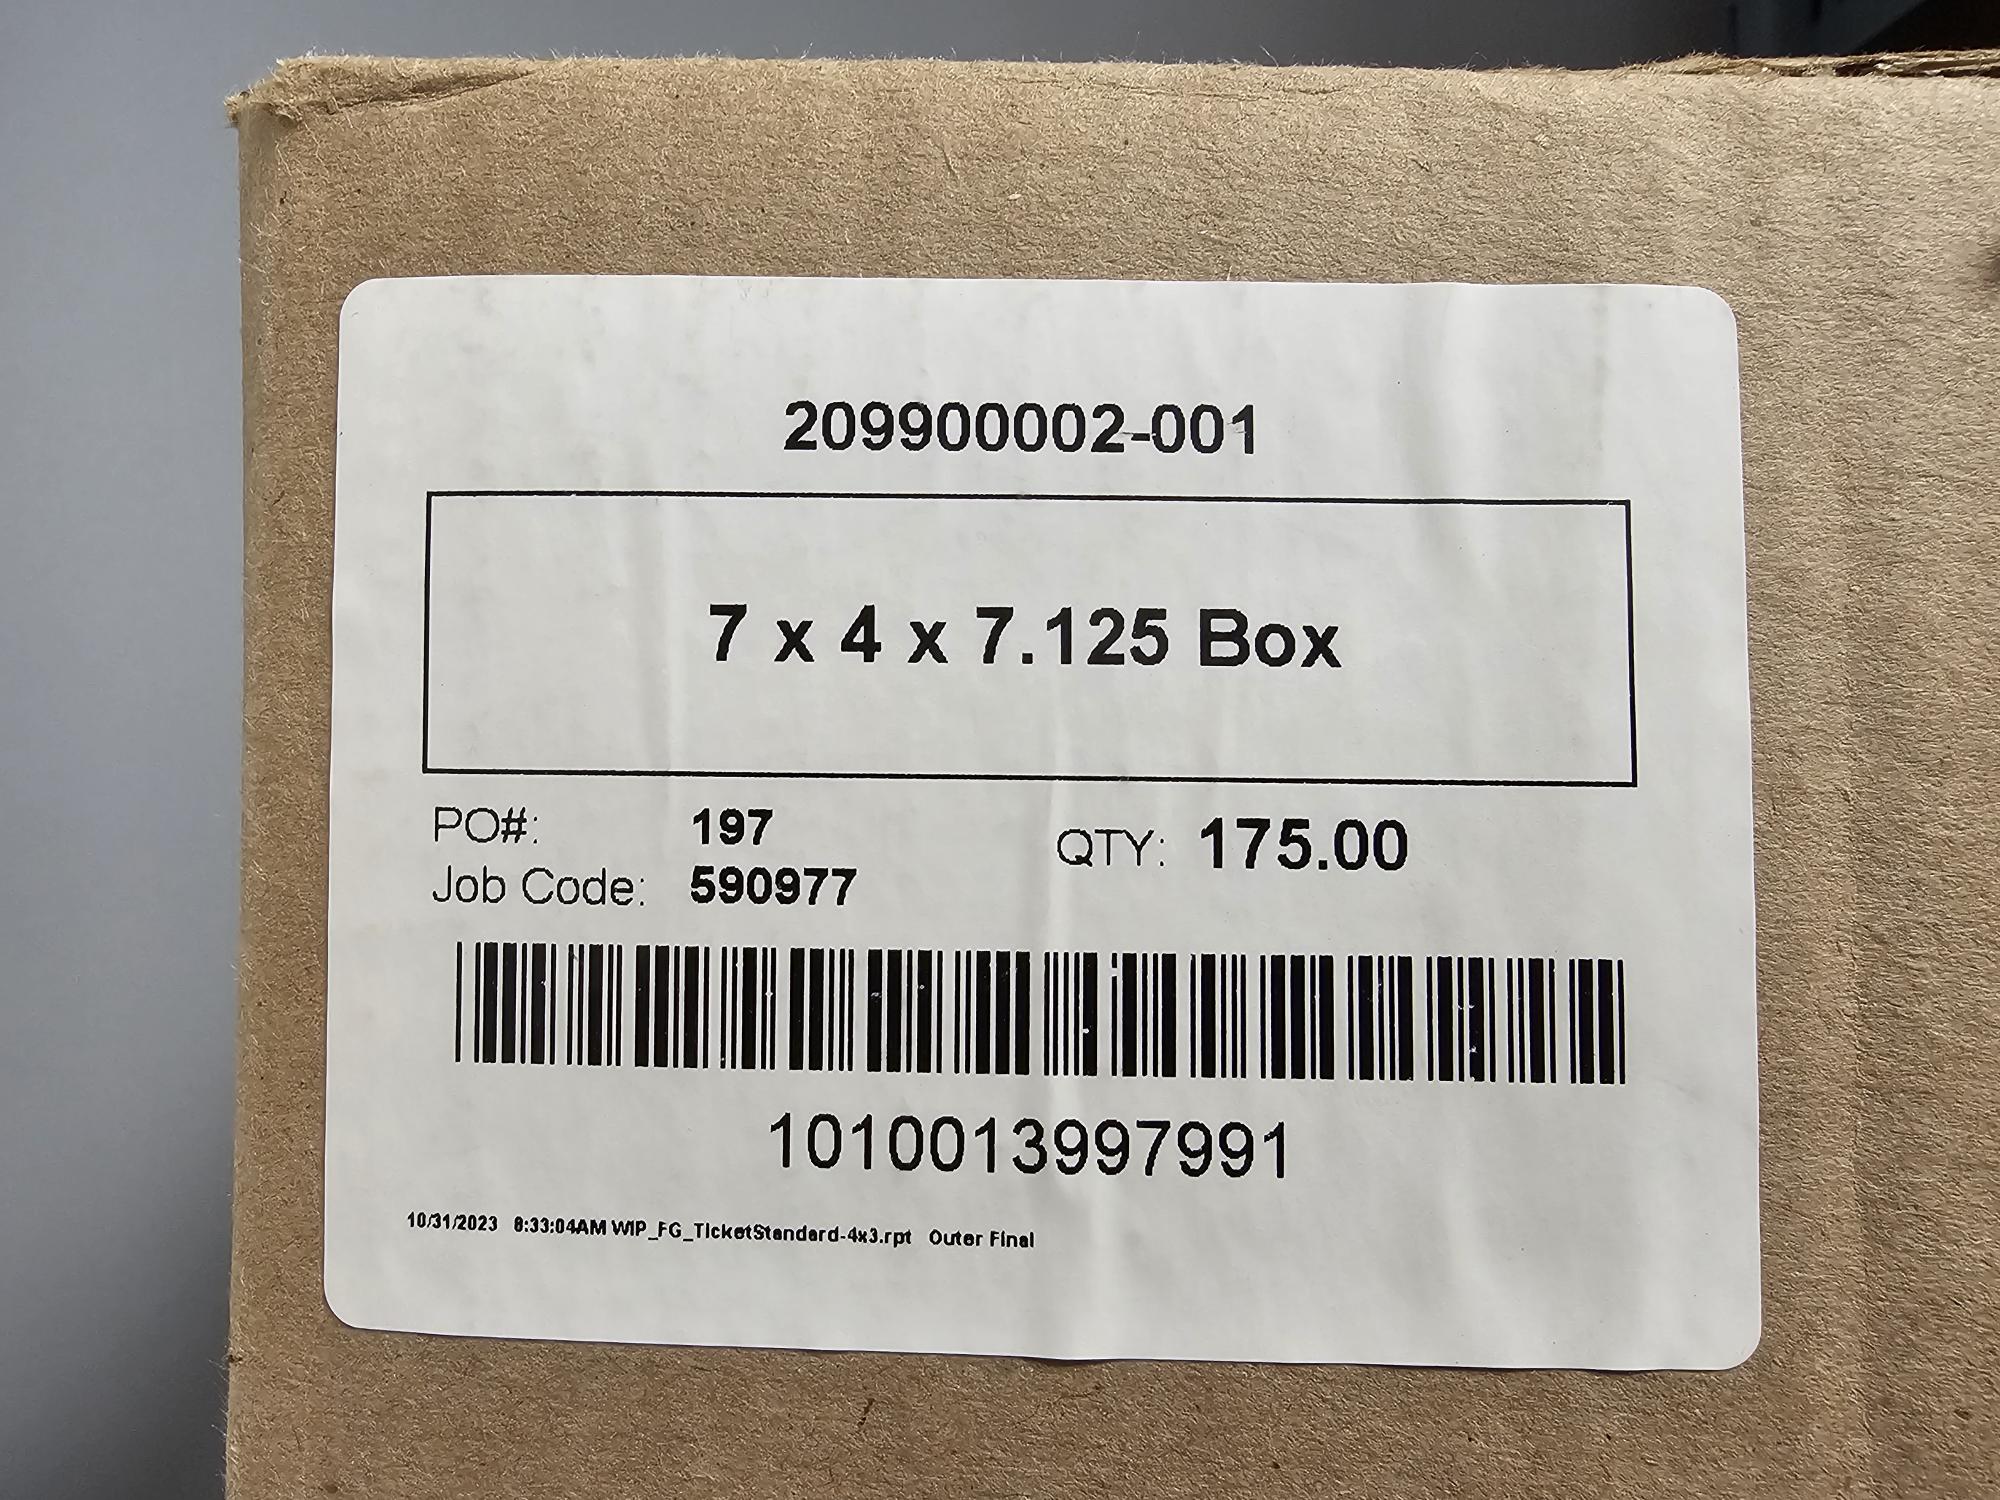 209900002-001
7 x 4 x 7.125 Box
PO#: 197
QTY: 175.00
Job Code: 590977
1010013997991
10/31/2023 8:33:04AM WIP_FG_TicketStandard-4x3.rpt Outer Final